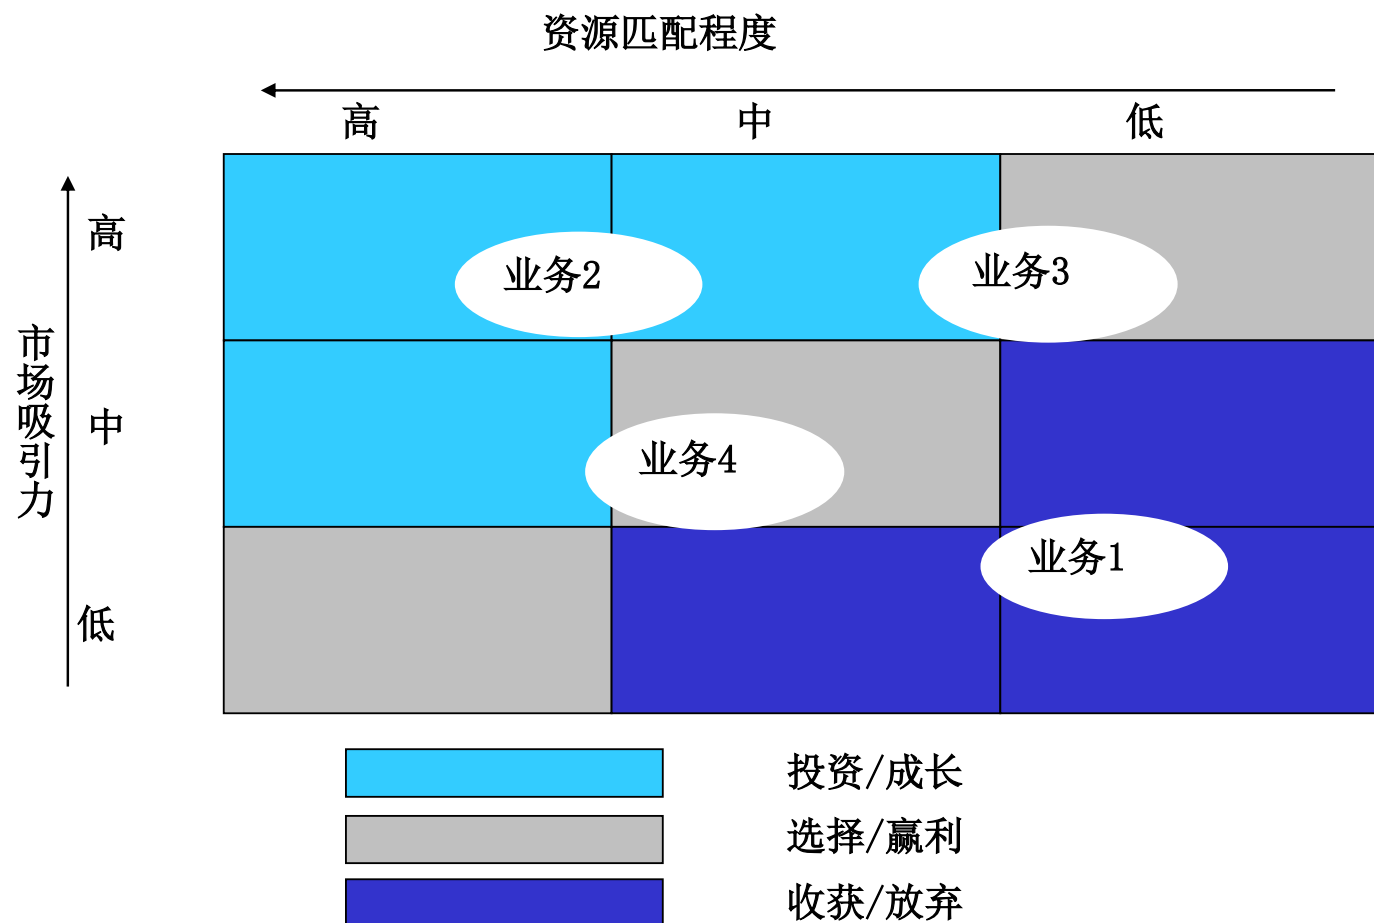 资源匹配程度
高 中 低
高
业务2 业务3
市场吸引力
中
业务4
业务1
低
投资/成长
选择/赢利
收获/放弃